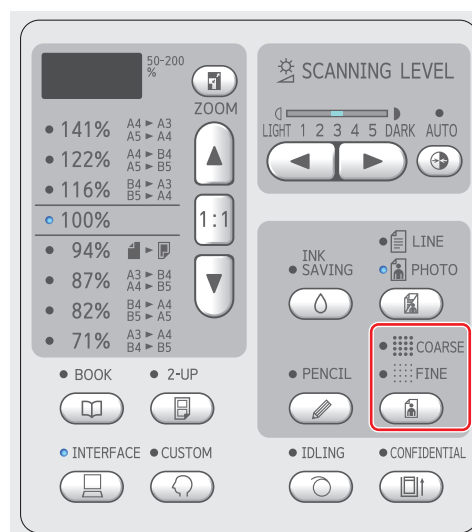 50-200
%
ZOOM
141% A4 ► A3
A5 ► A4
122% A4 ► B4
A5 ► B5
116% B4 ► A3
B5 ► A4
100%
1:1
94%
87% A3 ► B4
A4 ► B5
82% B4 ► A4
B5 ► A5
71% A3 ► A4
B4 ► B5
BOOK
2-UP
INTERFACE
CUSTOM
SCANNING LEVEL
LIGHT 1 2 3 4 5 DARK AUTO
INK
SAVING
LINE
PHOTO
PENCIL
COARSE
FINE
IDLING
CONFIDENTIAL